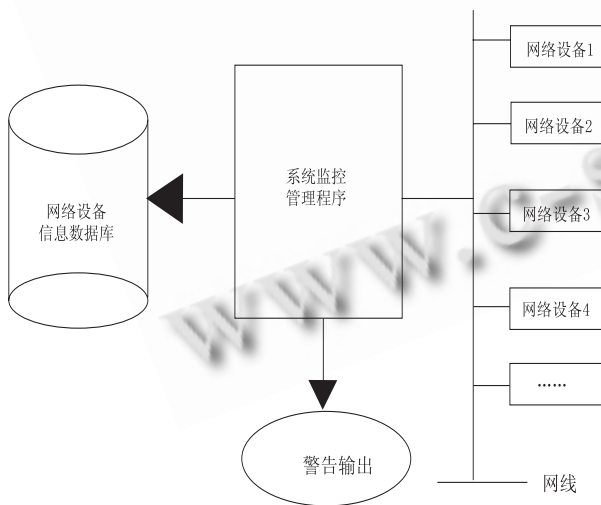 网络设备1
网络设备2
系统监控
管理程序
网络设备
信息数据库
网络设备3
网络设备4
……
警告输出
网线
www.c-s